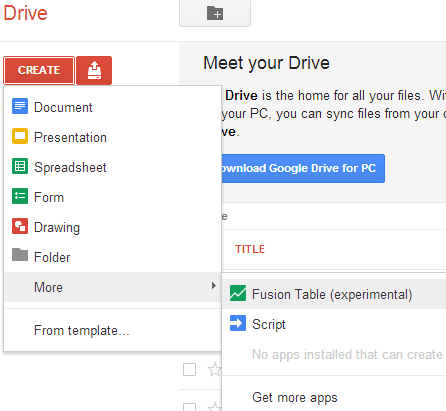 Drive
CREATE
Document
Presentation
Spreadsheet
Form
Drawing
Folder
More
From template...
Meet your Drive
Drive is the home for all your files. Wit
your PC, you can sync files from your c
ve.
ownload Google Drive for PC
e
TITLE
Fusion Table (experimental)
Script
No apps installed that can create
Get more apps